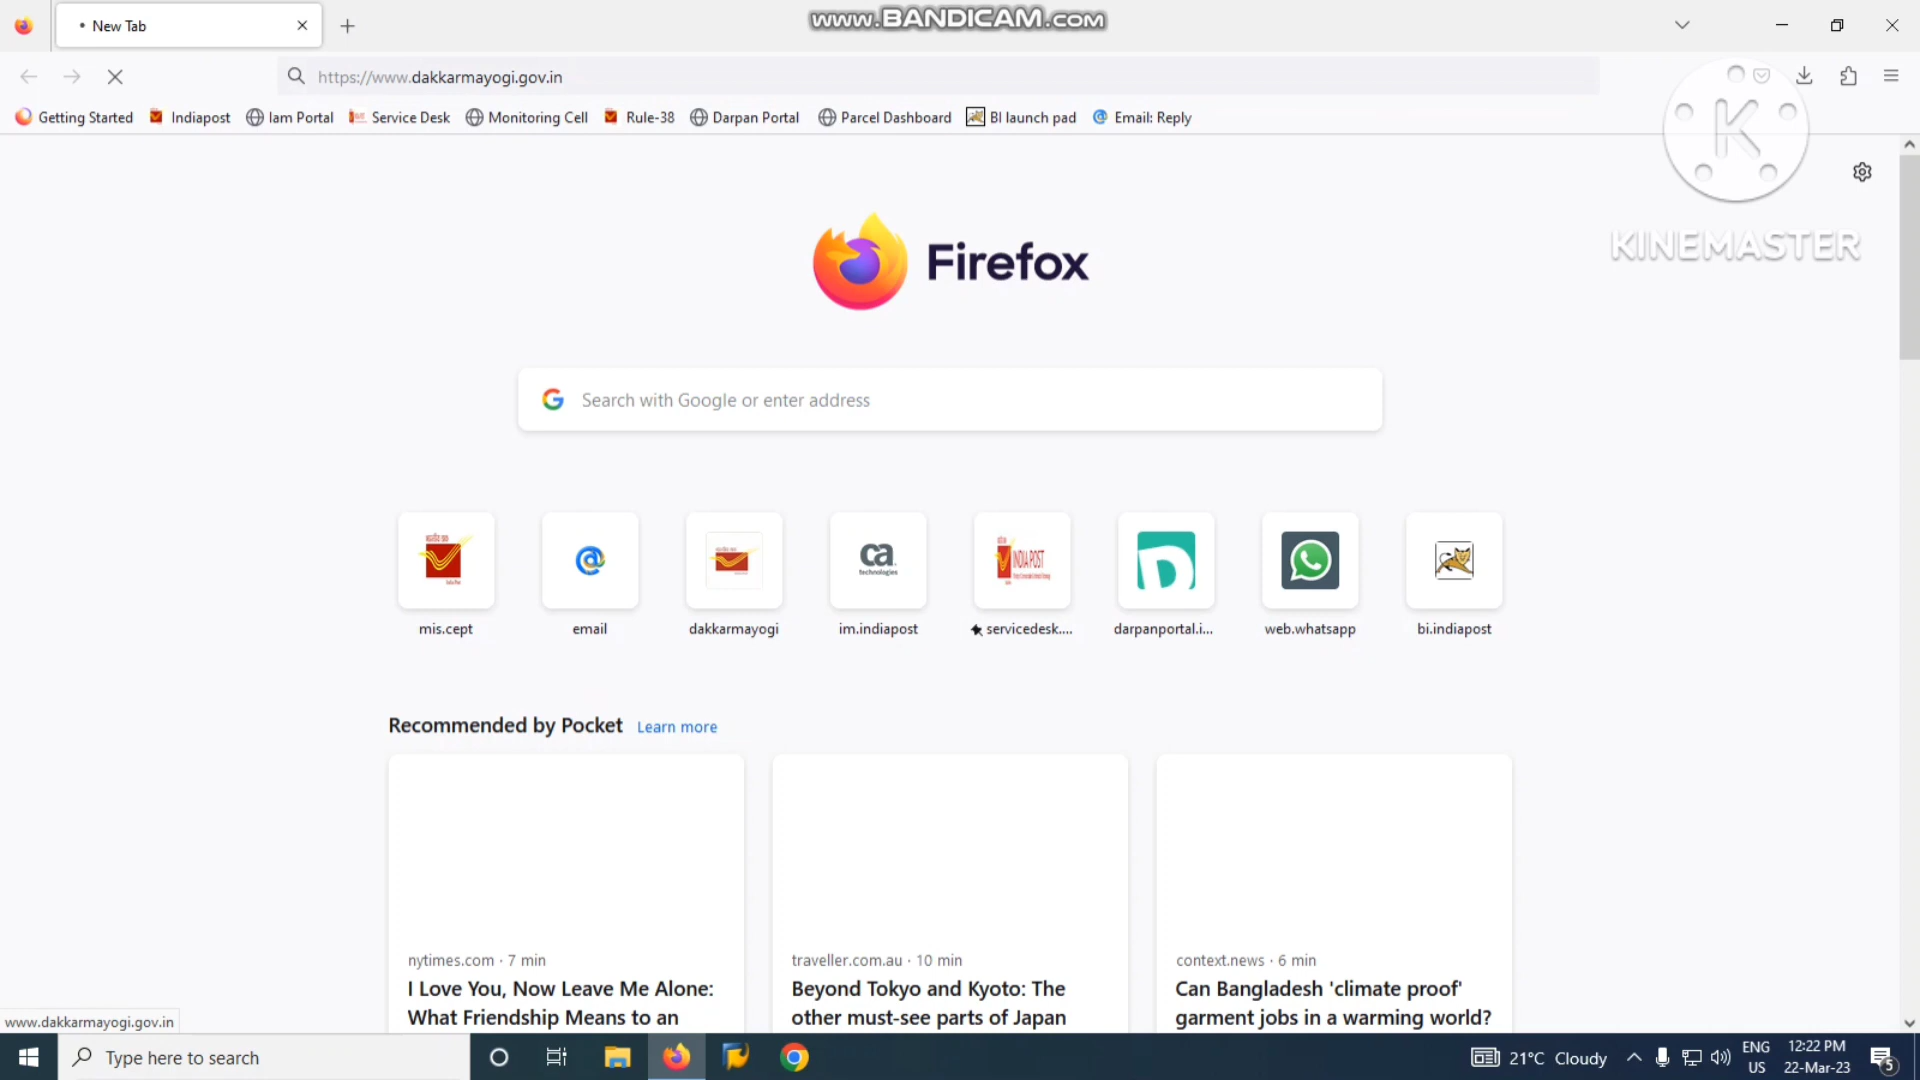 New Tab
www.BANDICAM.com
https://www.dakkarmayogi.gov.in
Getting Started
Indiapost
Iam Portal
Service Desk
Monitoring Cell
Rule-38
Darpan Portal
Parcel Dashboard
BI launch pad
Email: Reply
K
KINEMASTER
Firefox
Search with Google or enter address
ca
technologies
INDIA POST
mis.cept
email
dakkarmayogi
im.indiapost
servicedesk....
darpanportal.i...
web.whatsapp
bi.indiapost
Recommended by Pocket Learn more
nytimes.com · 7 min
I Love You, Now Leave Me Alone:
What Friendship Means to an
traveller.com.au · 10 min
Beyond Tokyo and Kyoto: The
other must-see parts of Japan
context.news · 6 min
Can Bangladesh 'climate proof'
garment jobs in a warming world?
www.dakkarmayogi.gov.in
Type here to search
21°C Cloudy
ENG
US
12:22 PM
22-Mar-23
5